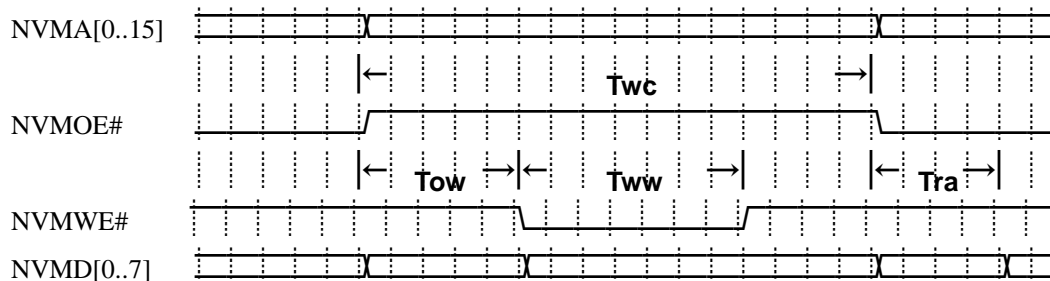 NVMA[0..15]
Twc
NVMOE#
Tow Tww Tra
NVMWE#
NVMD[0..7]